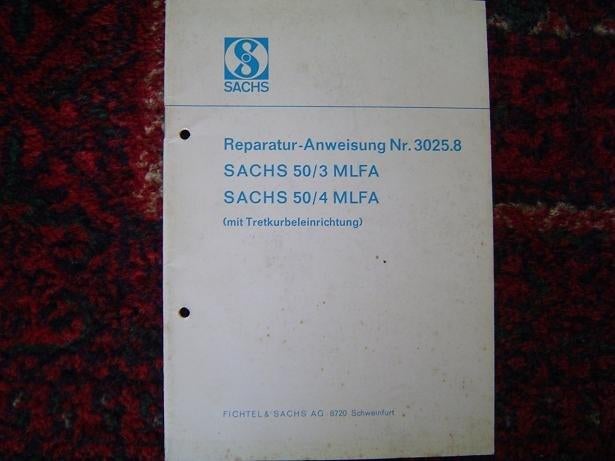 SACHS
Reparatur-Anweisung Nr. 3025.8
SACHS 50/3 MLFA
SACHS 50/4 MLFA
(mit Tretkurbeleinrichtung)
FICHTEL & SACHS AG 8720 Schweinfurt